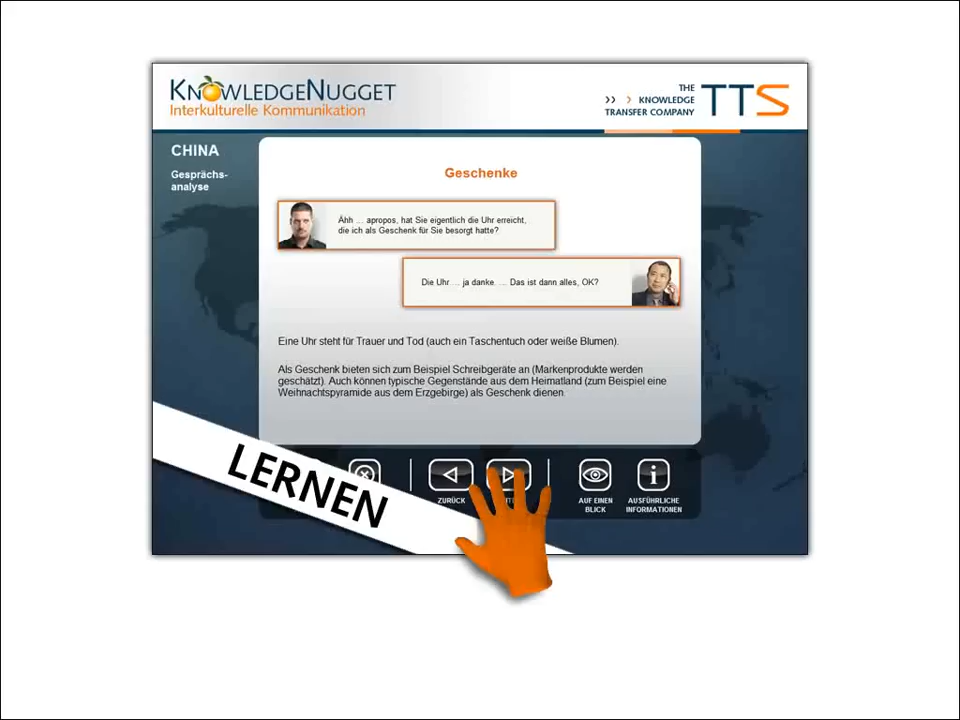 KNOWLEDGENUGGET
Interkulturelle Kommunikation
THE
›› › KNOWLEDGE
TRANSFER COMPANY
TTS
CHINA
Gesprächs-
analyse
Geschenke
Ähh ... apropos, hat Sie eigentlich die Uhr erreicht,
die ich als Geschenk für Sie besorgt hatte?
Die Uhr ... ja danke. ... Das ist dann alles, OK?
Eine Uhr steht für Trauer und Tod (auch ein Taschentuch oder weiße Blumen).
Als Geschenk bieten sich zum Beispiel Schreibgeräte an (Markenprodukte werden
geschätzt). Auch können typische Gegenstände aus dem Heimatland (zum Beispiel eine
Weihnachtspyramide aus dem Erzgebirge) als Geschenk dienen.
LERNEN
ZURÜCK
AUF EINEN
BLICK
AUSFÜHRLICHE
INFORMATIONEN